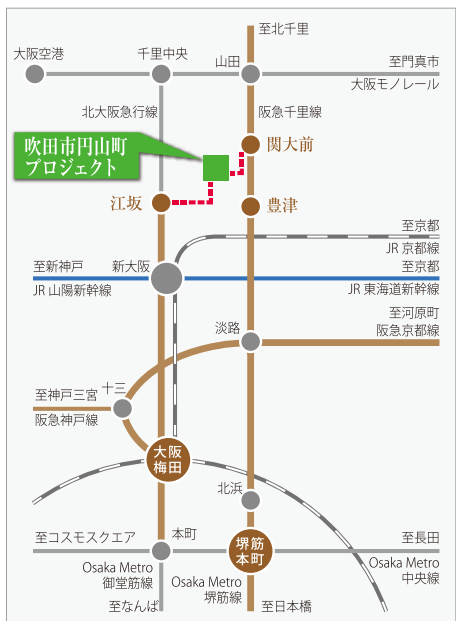 至北千里
大阪空港
千里中央
山田
至門真市
大阪モノレール
北大阪急行線
阪急千里線
吹田市円山町
プロジェクト
関大前
江坂
豊津
至京都
JR 京都線
至新神戸
新大阪
至京都
JR 山陽新幹線
JR 東海道新幹線
至河原町
淡路
阪急京都線
至神戸三宮
十三
阪急神戸線
大阪
梅田
北浜
至コスモスクエア
本町
堺筋
本町
至長田
Osaka Metro
御堂筋線
Osaka Metro
堺筋線
Osaka Metro
中央線
至なんば
至日本橋